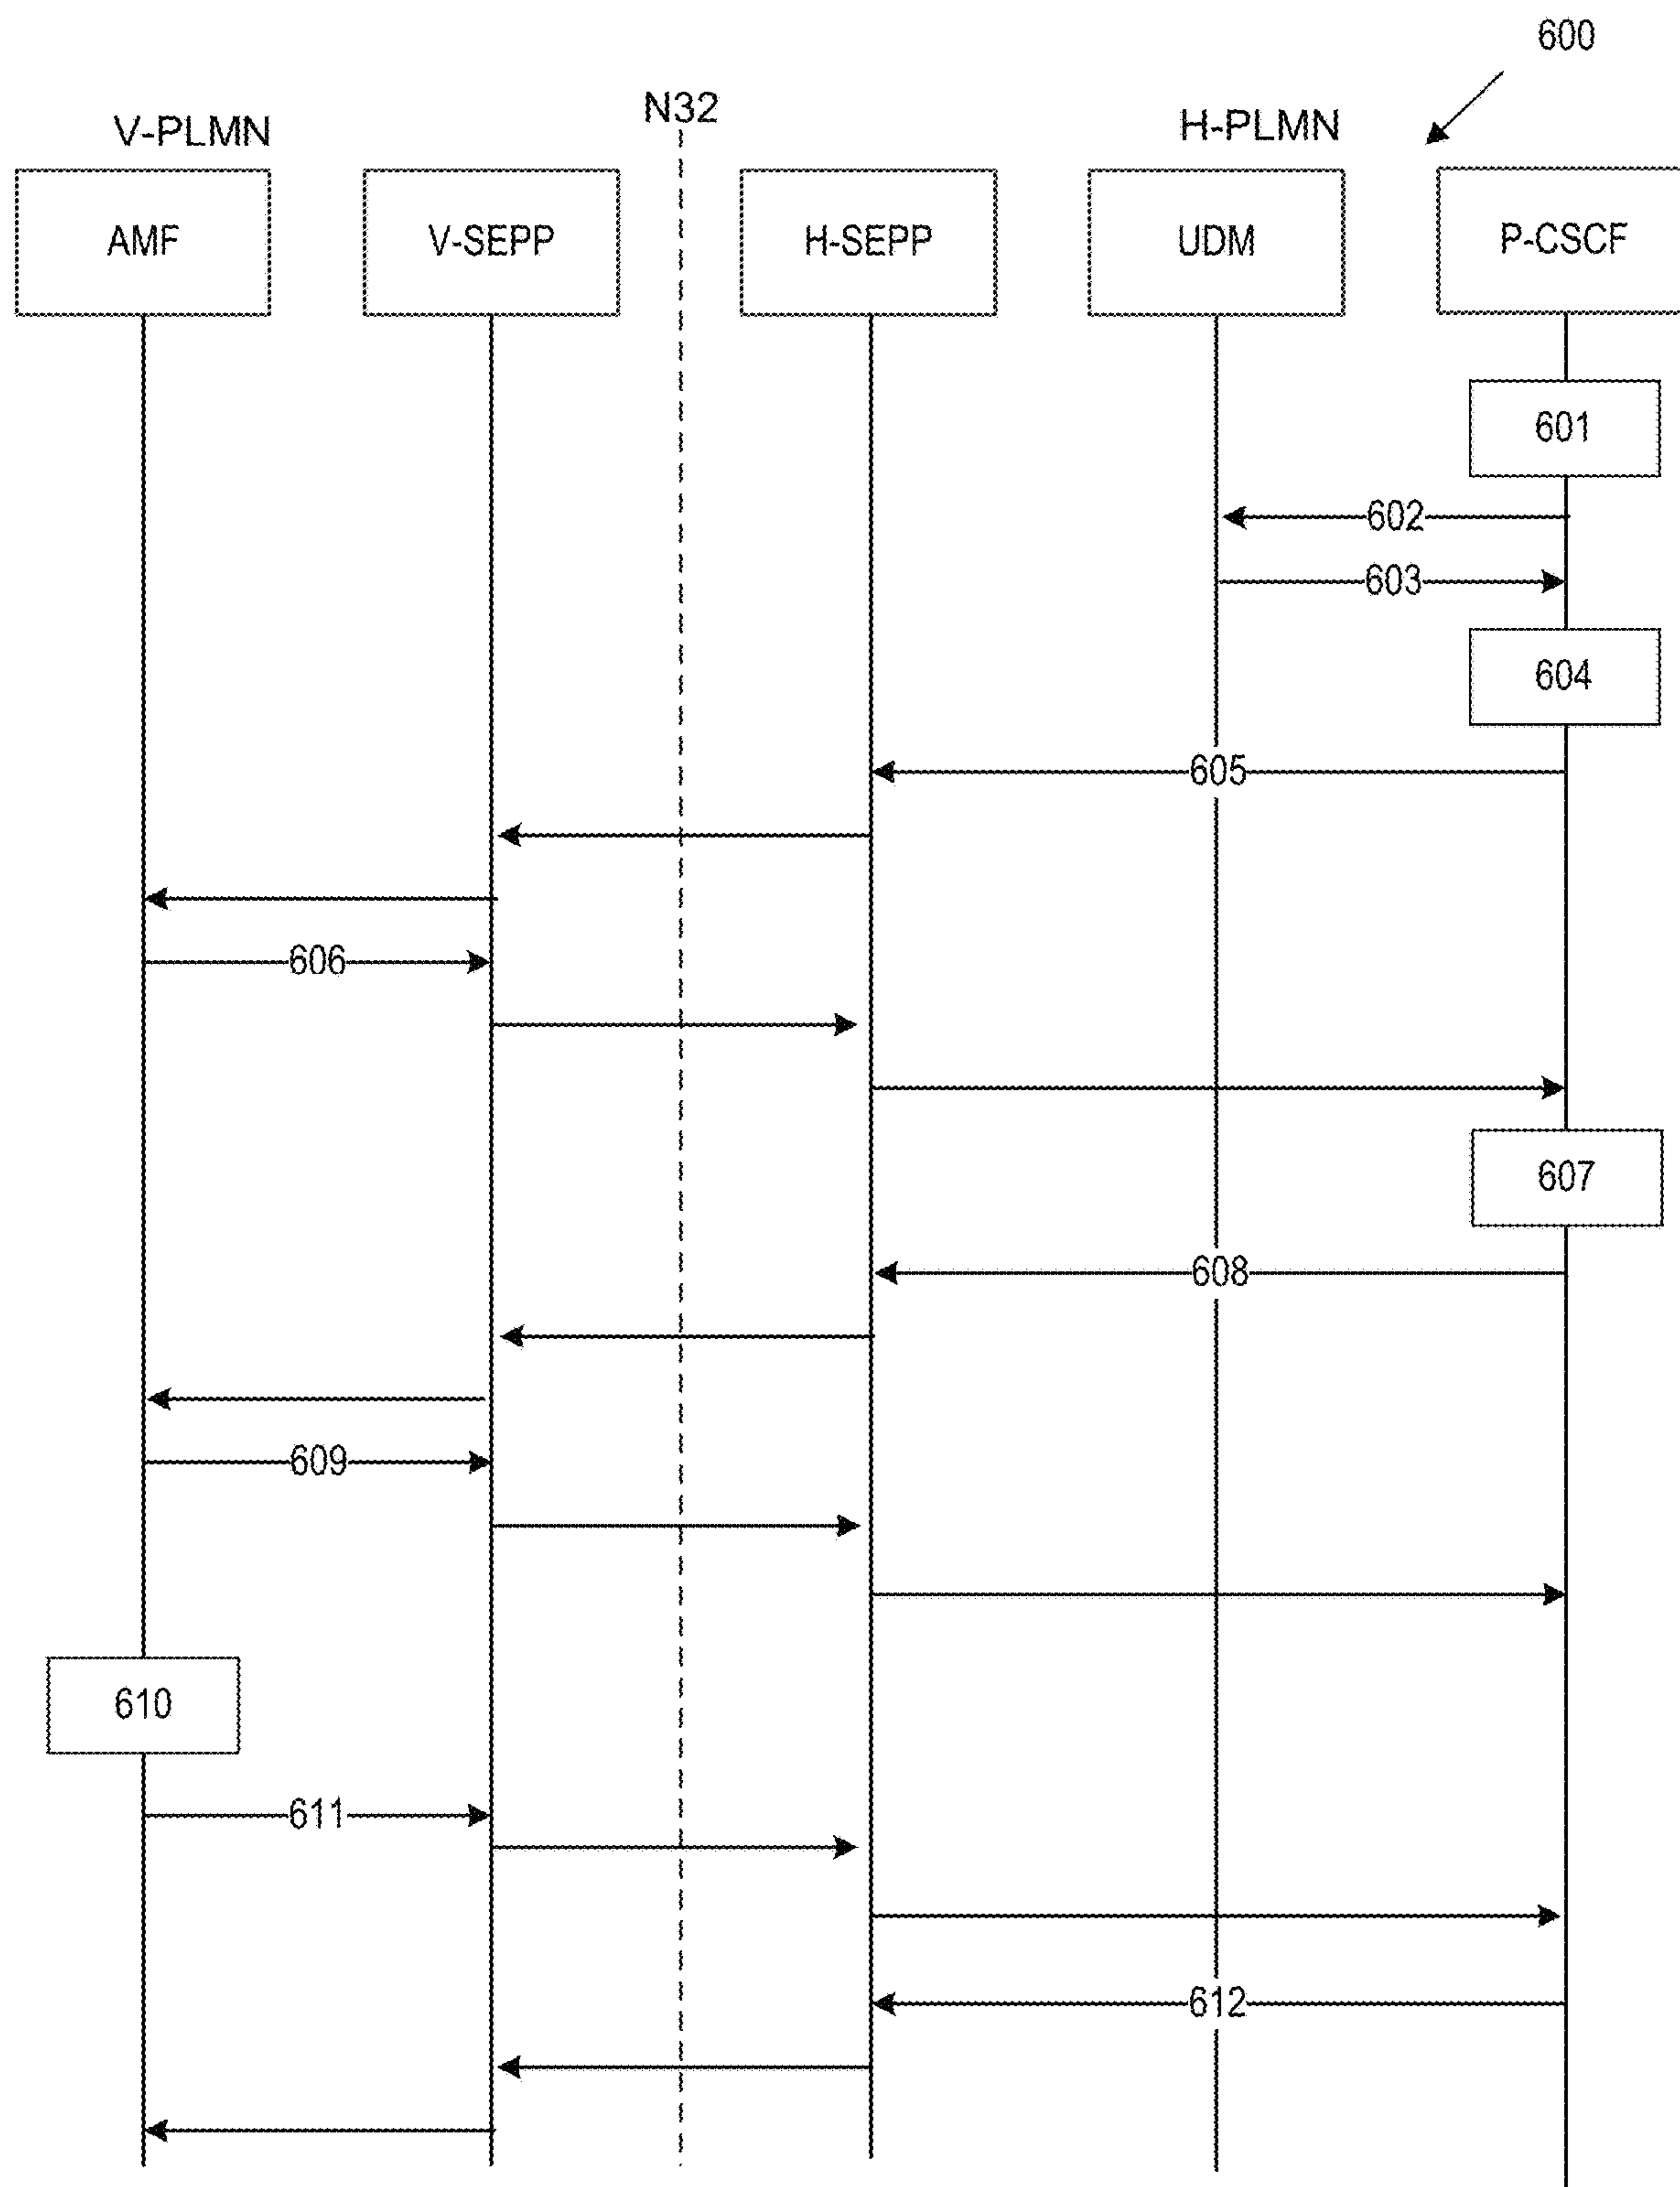 600
V-PLMN
N32
H-PLMN
AMF
V-SEPP
H-SEPP
UDM
P-CSCF
601
602
603
604
605
606
607
608
609
610
611
612